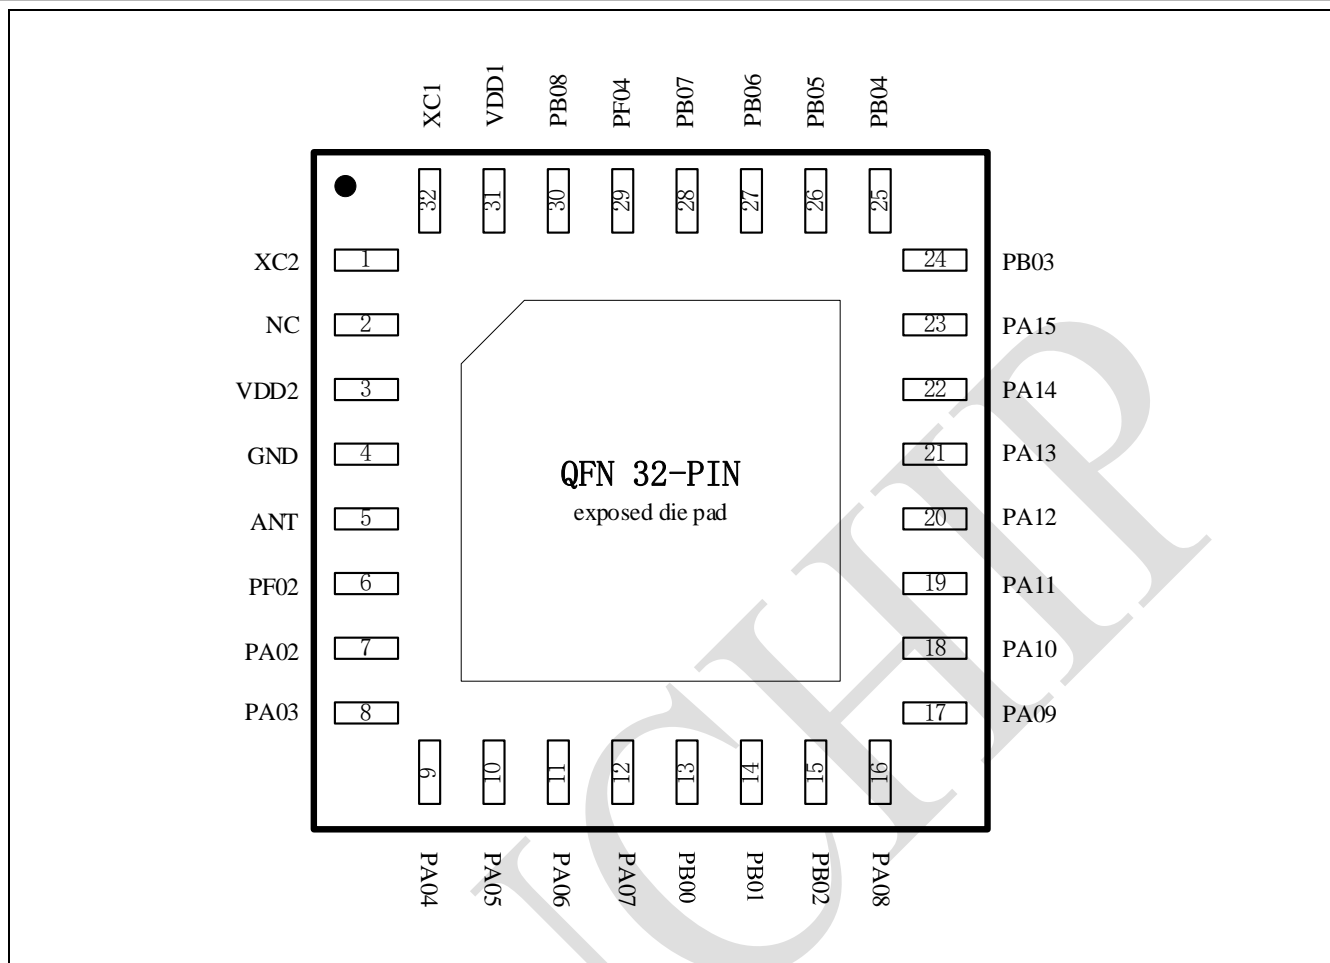 XC1 VDD1 PB08 PF04 PB07 PB06 PB05 PB04
32 31 30 29 28 27 26 25
XC2 1 24 PB03
NC 2 23 PA15
VDD2 3 22 PA14
GND 4 21 PA13
QFN 32-PIN
exposed die pad
ANT 5 20 PA12
PF02 6 19 PA11
PA02 7 18 PA10
PA03 8 17 PA09
9 10 11 12 13 14 15 16
PA04 PA05 PA06 PA07 PB00 PB01 PB02 PA08
CHIP